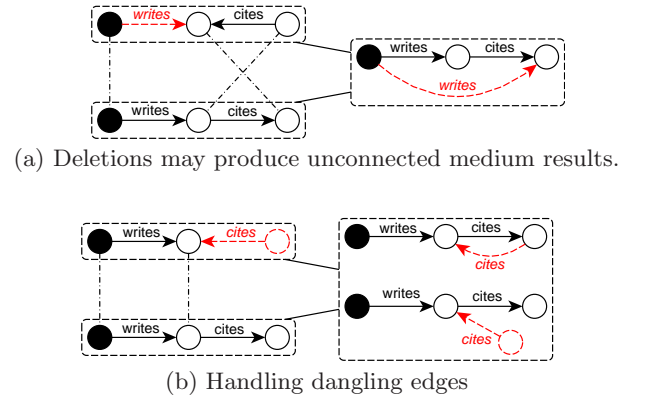 writes cites
writes cites
writes
writes cites
(a) Deletions may produce unconnected medium results.
writes cites
writes cites
cites
writes cites
writes cites
cites
(b) Handling dangling edges